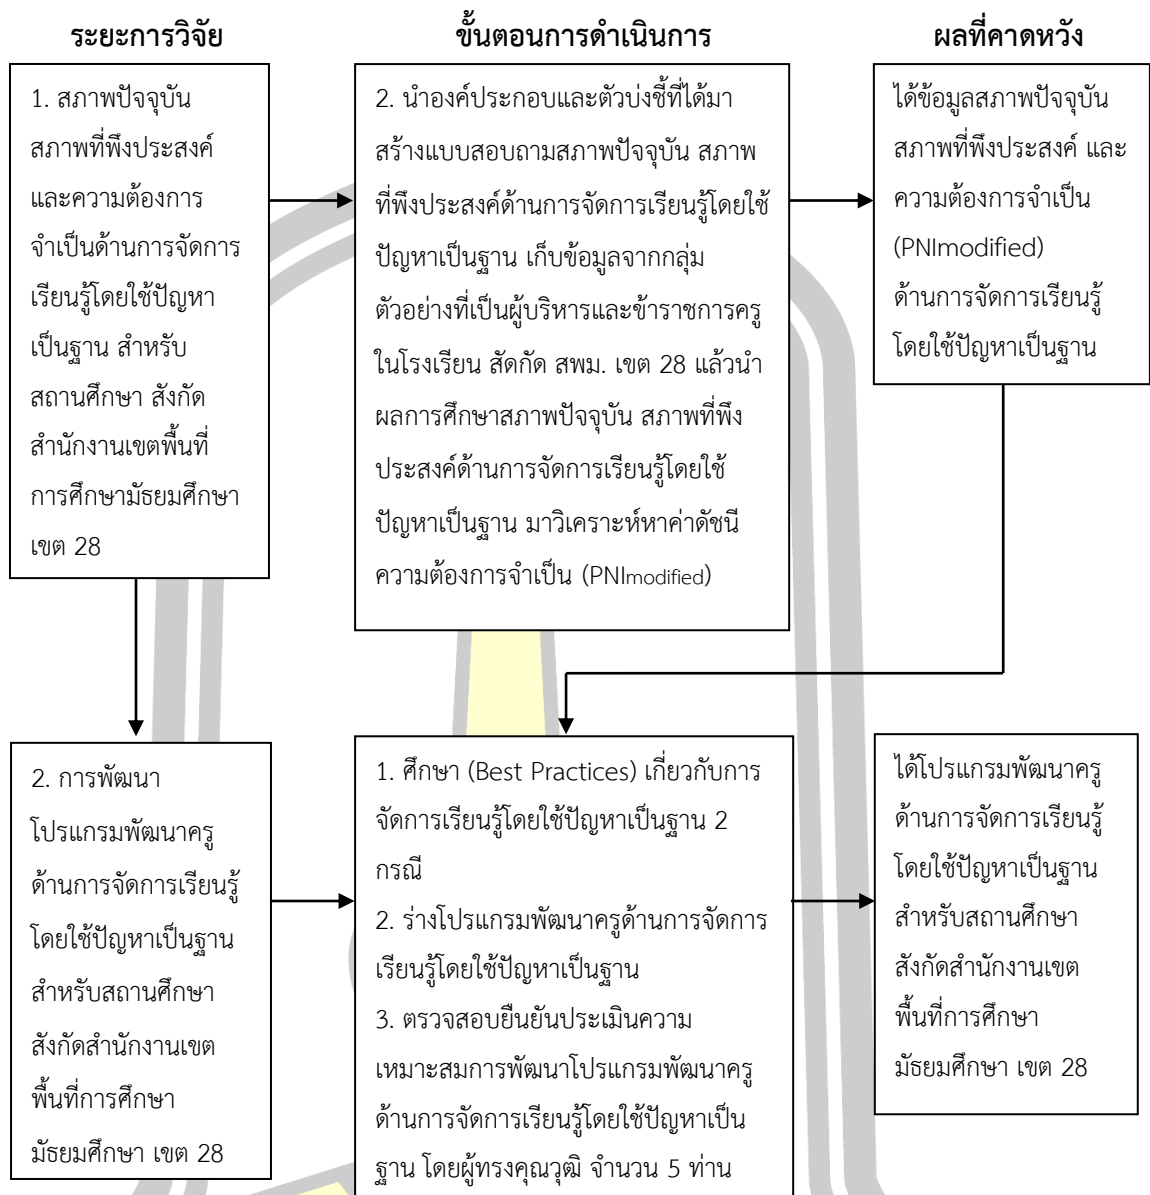 ระยะการวิจัย
ขั้นตอนการดำเนินการ
ผลที่คาดหวัง
1. สภาพปัจจุบัน
สภาพที่พึงประสงค์
และความต้องการ
จำเป็นด้านการจัดการ
เรียนรู้โดยใช้ปัญหา
เป็นฐาน สำหรับ
สถานศึกษา สังกัด
สำนักงานเขตพื้นที่
การศึกษามัธยมศึกษา
เขต 28
2. นำองค์ประกอบและตัวบ่งชี้ที่ได้มา
สร้างแบบสอบถามสภาพปัจจุบัน สภาพ
ที่พึงประสงค์ด้านการจัดการเรียนรู้โดยใช้
ปัญหาเป็นฐาน เก็บข้อมูลจากกลุ่ม
ตัวอย่างที่เป็นผู้บริหารและข้าราชการครู
ในโรงเรียน สัดกัด สพม. เขต 28 แล้วนำ
ผลการศึกษาสภาพปัจจุบัน สภาพที่พึง
ประสงค์ด้านการจัดการเรียนรู้โดยใช้
ปัญหาเป็นฐาน มาวิเคราะห์หาค่าดัชนี
ความต้องการจำเป็น (PNImodified)
ได้ข้อมูลสภาพปัจจุบัน
สภาพที่พึงประสงค์ และ
ความต้องการจำเป็น
(PNImodified)
ด้านการจัดการเรียนรู้
โดยใช้ปัญหาเป็นฐาน
2. การพัฒนา
โปรแกรมพัฒนาครู
ด้านการจัดการเรียนรู้
โดยใช้ปัญหาเป็นฐาน
สำหรับสถานศึกษา
สังกัดสำนักงานเขต
พื้นที่การศึกษา
มัธยมศึกษา เขต 28
1. ศึกษา (Best Practices) เกี่ยวกับการ
จัดการเรียนรู้โดยใช้ปัญหาเป็นฐาน 2
กรณี
2. ร่างโปรแกรมพัฒนาครูด้านการจัดการ
เรียนรู้โดยใช้ปัญหาเป็นฐาน
3. ตรวจสอบยืนยันประเมินความ
เหมาะสมการพัฒนาโปรแกรมพัฒนาครู
ด้านการจัดการเรียนรู้โดยใช้ปัญหาเป็น
ฐาน โดยผู้ทรงคุณวุฒิ จำนวน 5 ท่าน
ได้โปรแกรมพัฒนาครู
ด้านการจัดการเรียนรู้
โดยใช้ปัญหาเป็นฐาน
สำหรับสถานศึกษา
สังกัดสำนักงานเขต
พื้นที่การศึกษา
มัธยมศึกษา เขต 28